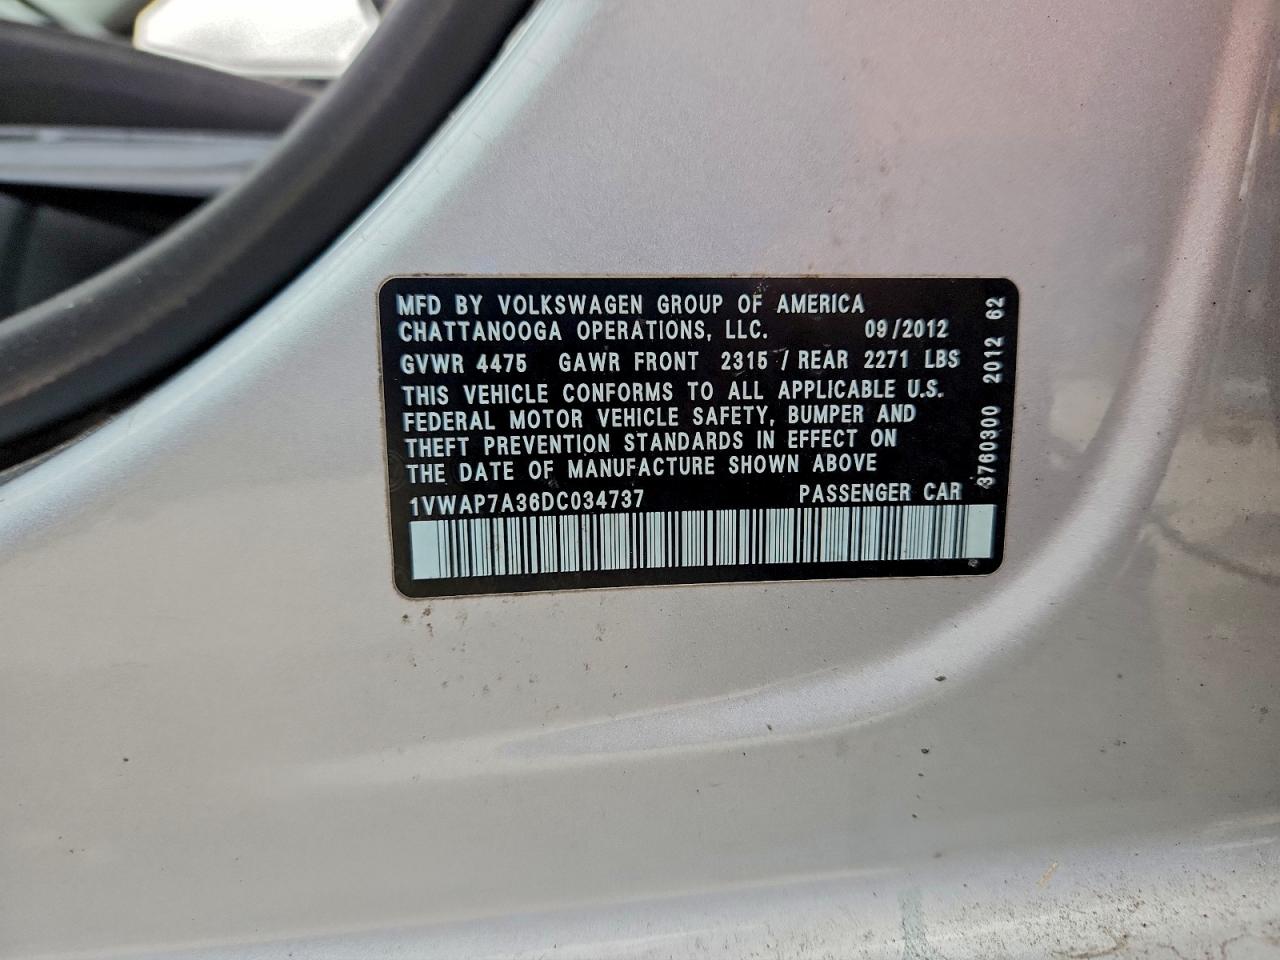 MFD BY VOLKSWAGEN GROUP OF AMERICA
CHATTANOOGA OPERATIONS, LLC. 09/2012
GVWR 4475 GAWR FRONT 2315 / REAR 2271 LBS
THIS VEHICLE CONFORMS TO ALL APPLICABLE U.S.
FEDERAL MOTOR VEHICLE SAFETY, BUMPER AND
THEFT PREVENTION STANDARDS IN EFFECT ON
THE DATE OF MANUFACTURE SHOWN ABOVE
1VWAP7A36DC034737 PASSENGER CAR
3760300 2012 62